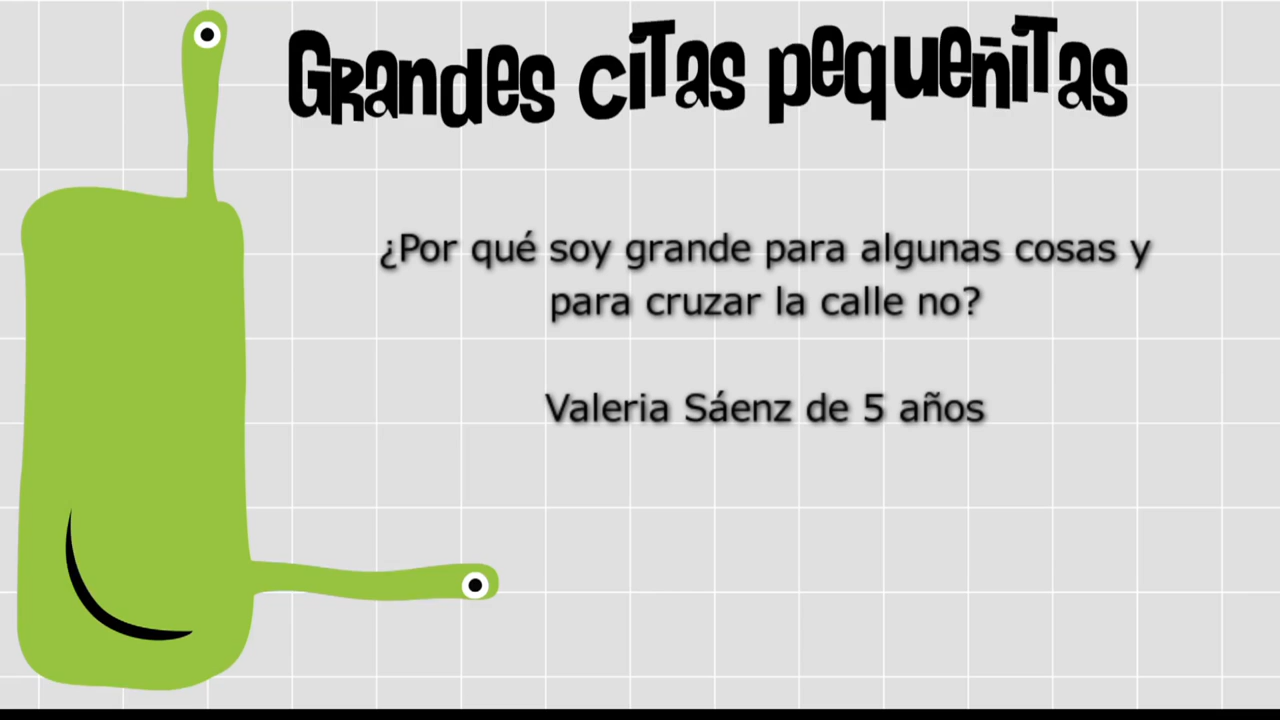 Grandes citas pequeñitas
¿Por qué soy grande para algunas cosas y
para cruzar la calle no?
Valeria Sáenz de 5 años